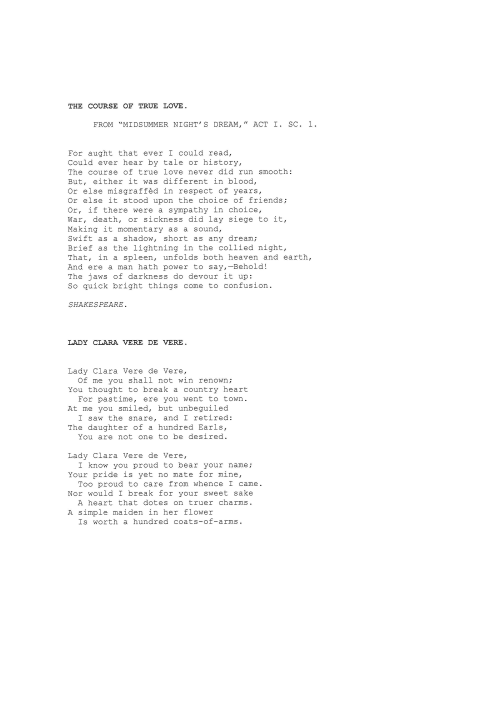 THE COURSE OF TRUE LOVE.
FROM “MIDSUMMER NIGHT’S DREAM,” ACT I. SC. 1.
For aught that ever I could read,
Could ever hear by tale or history,
The course of true love never did run smooth:
But, either it was different in blood,
Or else misgraffèd in respect of years,
Or else it stood upon the choice of friends;
Or, if there were a sympathy in choice,
War, death, or sickness did lay siege to it,
Making it momentary as a sound,
Swift as a shadow, short as any dream;
Brief as the lightning in the collied night,
That, in a spleen, unfolds both heaven and earth,
And ere a man hath power to say,—Behold!
The jaws of darkness do devour it up:
So quick bright things come to confusion.
SHAKESPEARE.
LADY CLARA VERE DE VERE.
Lady Clara Vere de Vere,
Of me you shall not win renown;
You thought to break a country heart
For pastime, ere you went to town.
At me you smiled, but unbeguiled
I saw the snare, and I retired:
The daughter of a hundred Earls,
You are not one to be desired.
Lady Clara Vere de Vere,
I know you proud to bear your name;
Your pride is yet no mate for mine,
Too proud to care from whence I came.
Nor would I break for your sweet sake
A heart that dotes on truer charms.
A simple maiden in her flower
Is worth a hundred coats-of-arms.